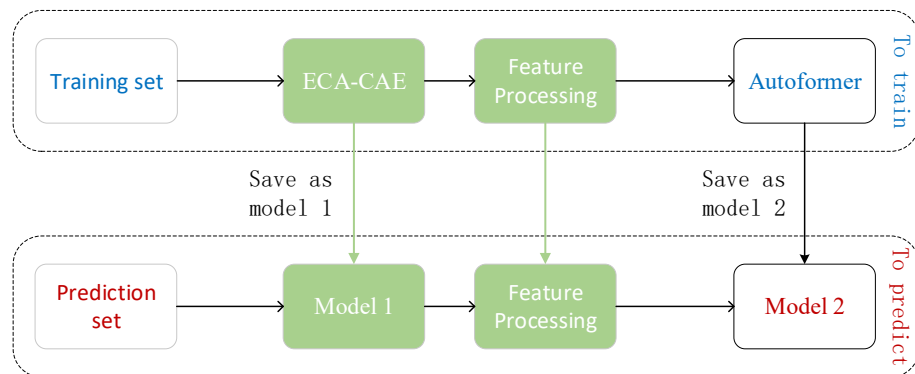 Training set
ECA-CAE
Feature
Processing
Autoformer
To train
Save as
model 1
Save as
model 2
Prediction
set
Model 1
Feature
Processing
Model 2
To predict